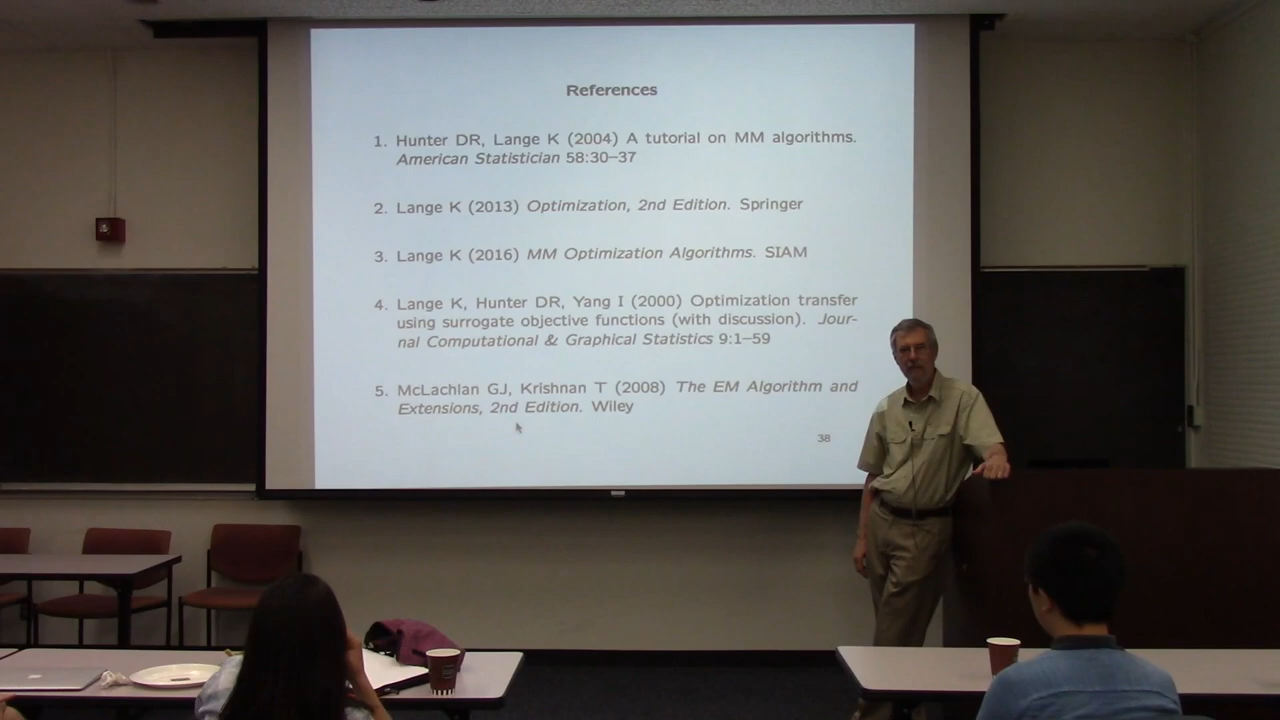 References
1. Hunter DR, Lange K (2004) A tutorial on MM algorithms.
American Statistician 58:30–37
2. Lange K (2013) Optimization, 2nd Edition. Springer
3. Lange K (2016) MM Optimization Algorithms. SIAM
4. Lange K, Hunter DR, Yang I (2000) Optimization transfer
using surrogate objective functions (with discussion). Jour-
nal Computational & Graphical Statistics 9:1–59
5. McLachlan GJ, Krishnan T (2008) The EM Algorithm and
Extensions, 2nd Edition. Wiley
38